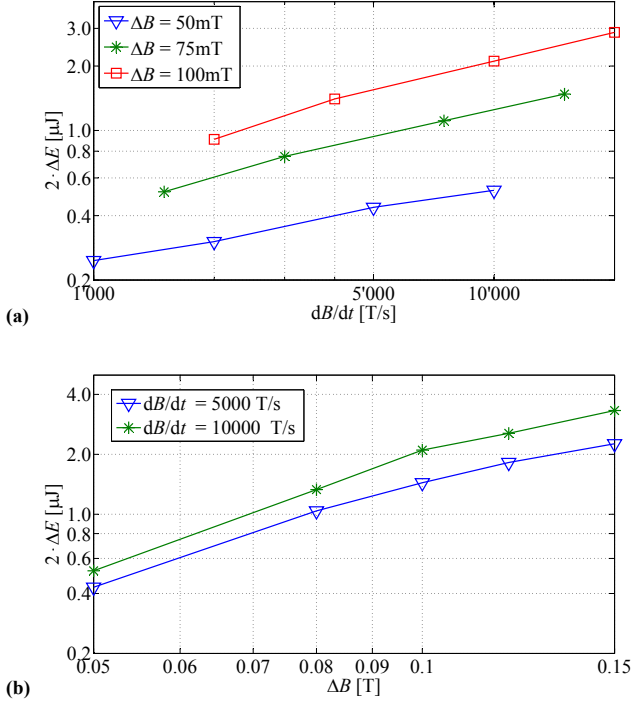 3.0
2.0
1.0
0.8
0.6
0.4
0.2
2 · ΔE [μJ]
ΔB = 50mT
ΔB = 75mT
ΔB = 100mT
1'000
5'000
10'000
dB/dt [T/s]
(a)
4.0
2.0
1.0
0.8
0.6
0.4
0.2
2 · ΔE [μJ]
dB/dt = 5000 T/s
dB/dt = 10000 T/s
0.05
0.06
0.07
0.08
0.09
0.1
0.15
ΔB [T]
(b)